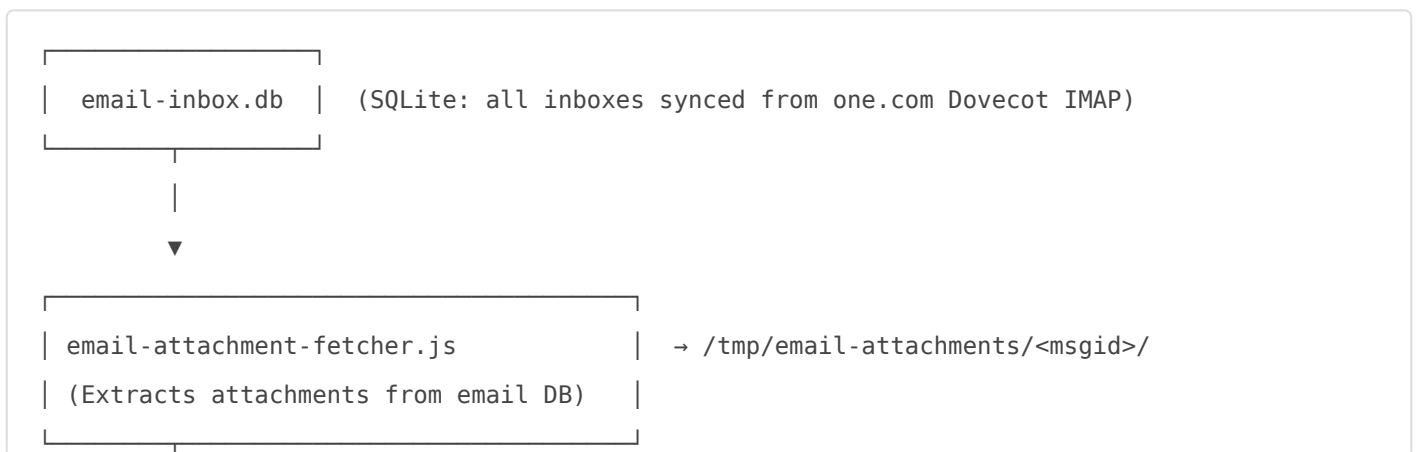 email-inbox.db (SQLite: all inboxes synced from one.com Dovecot IMAP)
▼
email-attachment-fetcher.js → /tmp/email-attachments/<msgid>/
(Extracts attachments from email DB)